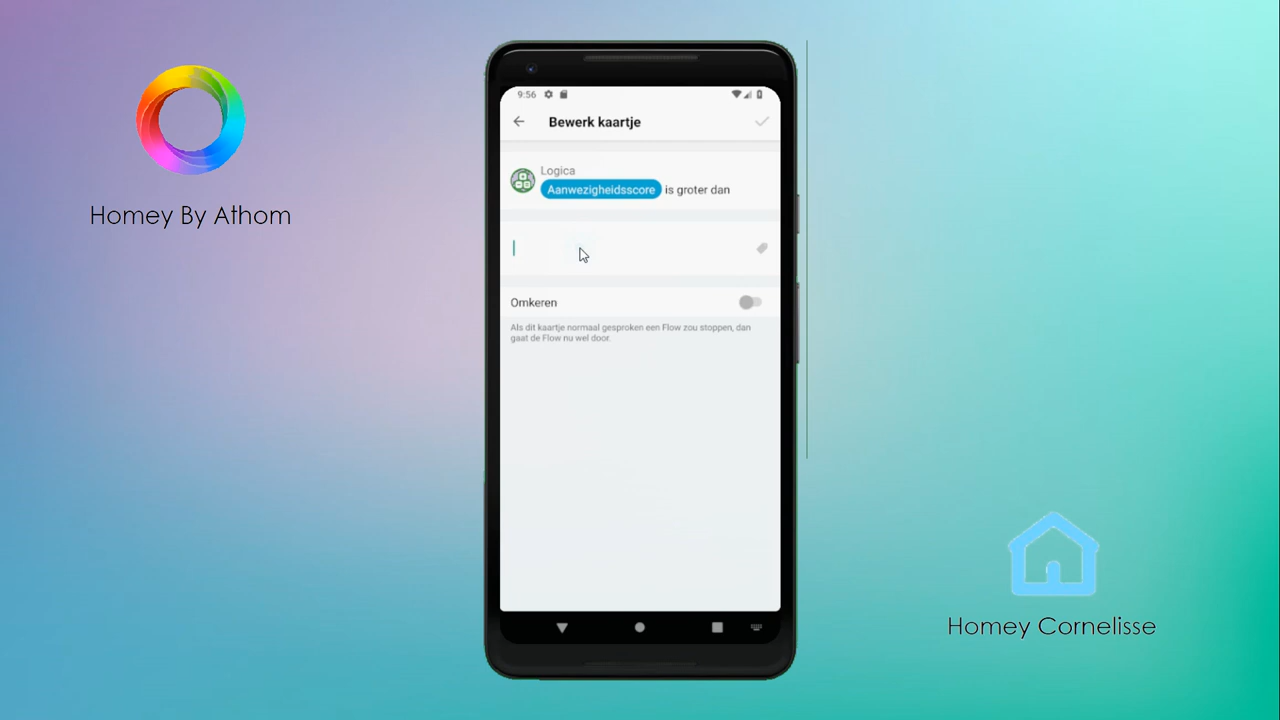 Homey By Athom
9:56
Bewerk kaartje
Logica
Aanwezigheidsscore is groter dan
Omkeren
Als dit kaartje normaal gesproken een Flow zou stoppen, dan
gaat de Flow nu wel door.
Homey Cornelisse